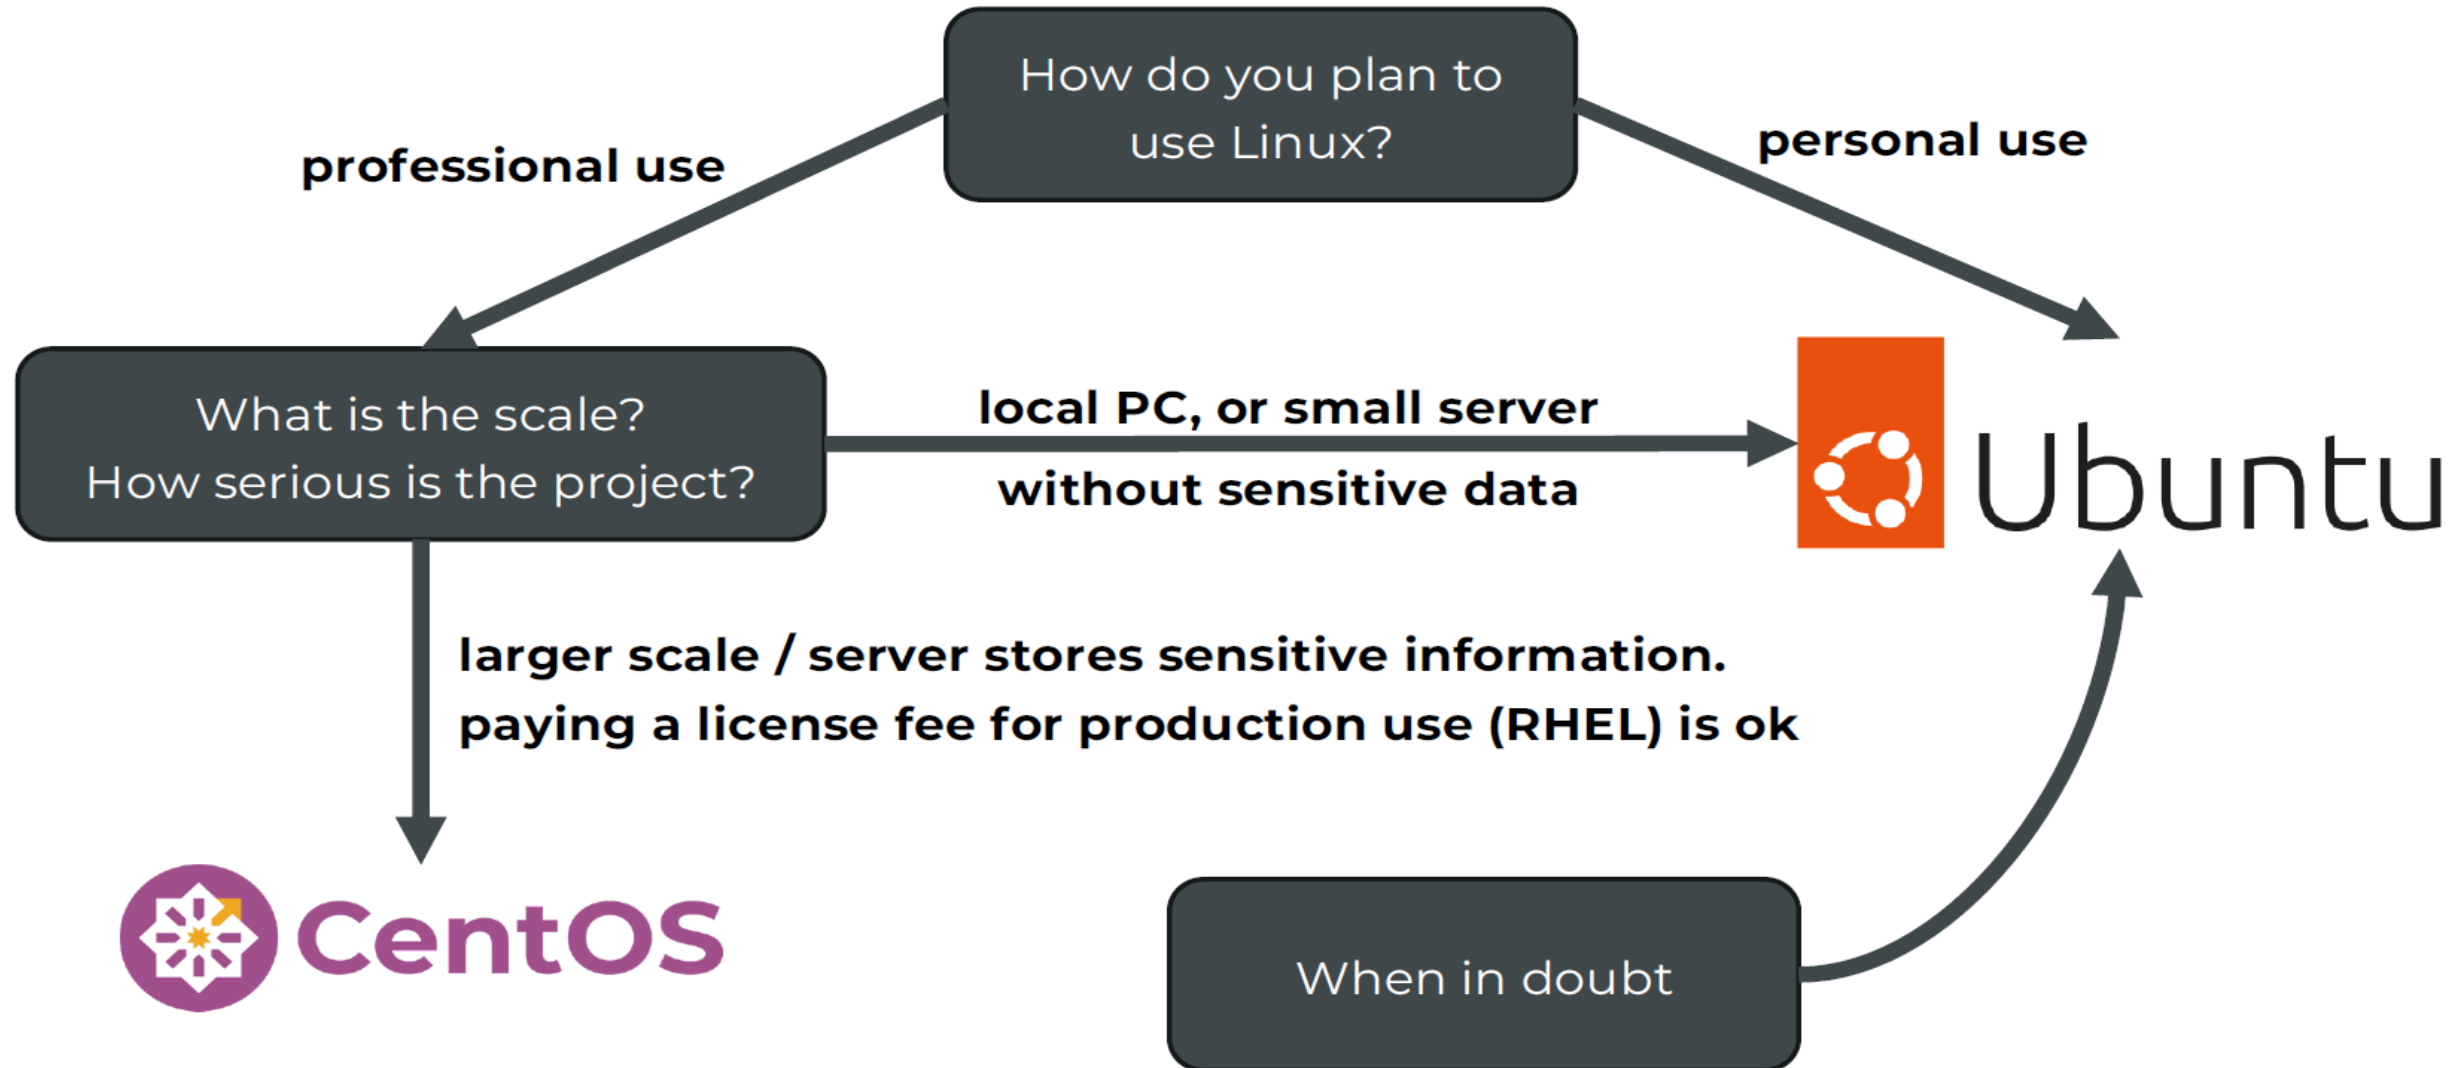 How do you plan to
use Linux?
professional use
personal use
What is the scale?
How serious is the project?
local PC, or small server
without sensitive data
Ubuntu
larger scale / server stores sensitive information.
paying a license fee for production use (RHEL) is ok
CentOS
When in doubt